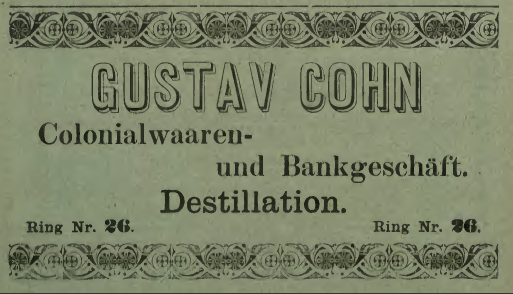 GUSTAV COHN
Colonialwaaren-
und Bankgeschäft.
Destillation.
Ring Nr. 26. Ring Nr. 26.